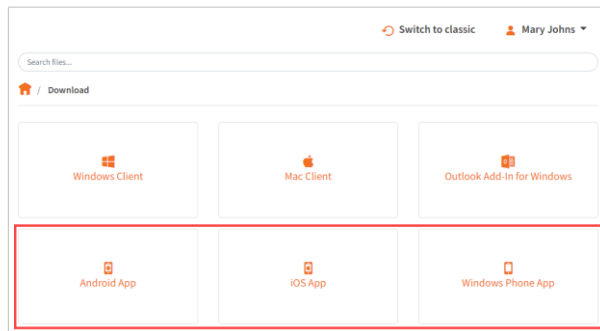 Switch to classic Mary Johns
Search files...
/ Download
Windows Client Mac Client Outlook Add-In for Windows
Android App iOS App Windows Phone App